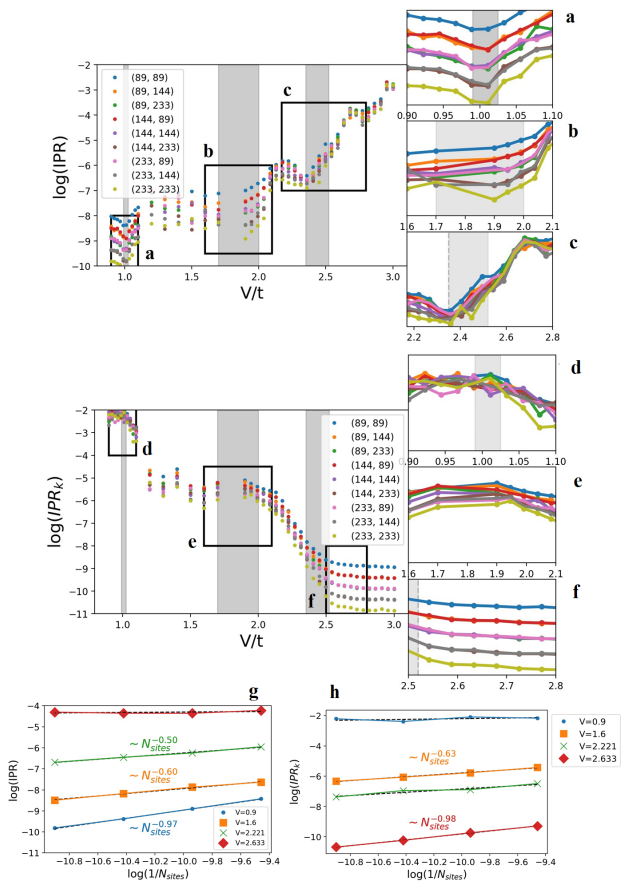 a
0.90 0.95 1.00 1.05 1.10
b
1.6 1.7 1.8 1.9 2.0 2.1
c
2.2 2.4 2.6 2.8
log(IPR)
−2
−3
−4
−5
−6
−7
−8
−9
−10
(89, 89)
(89, 144)
(89, 233)
(144, 89)
(144, 144)
(144, 233)
(233, 89)
(233, 144)
(233, 233)
c
b
a
1.0 1.5 2.0 2.5 3.0
V/t
d
0.90 0.95 1.00 1.05 1.10
e
1.6 1.7 1.8 1.9 2.0 2.1
f
2.5 2.6 2.7 2.8
log(IPRk)
−2
−3
−4
−5
−6
−7
−8
−9
−10
−11
(89, 89)
(89, 144)
(89, 233)
(144, 89)
(144, 144)
(144, 233)
(233, 89)
(233, 144)
(233, 233)
d
e
f
1.0 1.5 2.0 2.5 3.0
V/t
g
log(IPR)
−4
−5
−6
−7
−8
−9
−10
−11
~ Nsites^−0.50
~ Nsites^−0.60
~ Nsites^−0.97
V=0.9
V=1.6
V=2.221
V=2.633
−10.8 −10.6 −10.4 −10.2 −10.0 −9.8 −9.6 −9.4
log(1/Nsites)
h
log(IPRk)
−2
−4
−6
−8
−10
~ Nsites^−0.63
~ Nsites^−0.98
−10.8 −10.6 −10.4 −10.2 −10.0 −9.8 −9.6 −9.4
log(1/Nsites)
V=0.9
V=1.6
V=2.221
V=2.633